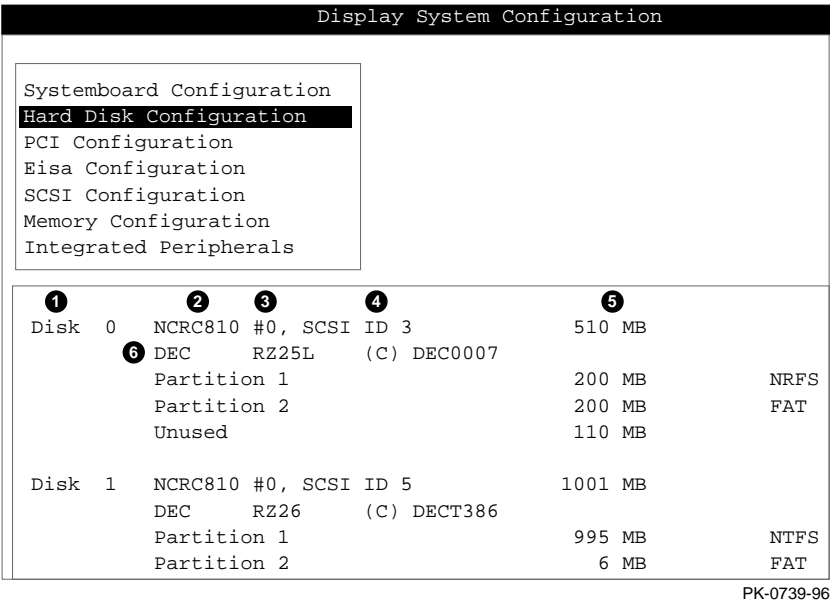 Display System Configuration
Systemboard Configuration
Hard Disk Configuration
PCI Configuration
Eisa Configuration
SCSI Configuration
Memory Configuration
Integrated Peripherals
1 2 3 4 5
Disk 0 NCRC810 #0, SCSI ID 3 510 MB
6 DEC RZ25L (C) DEC0007
Partition 1 200 MB NRFS
Partition 2 200 MB FAT
Unused 110 MB
Disk 1 NCRC810 #0, SCSI ID 5 1001 MB
DEC RZ26 (C) DECT386
Partition 1 995 MB NTFS
Partition 2 6 MB FAT
PK-0739-96